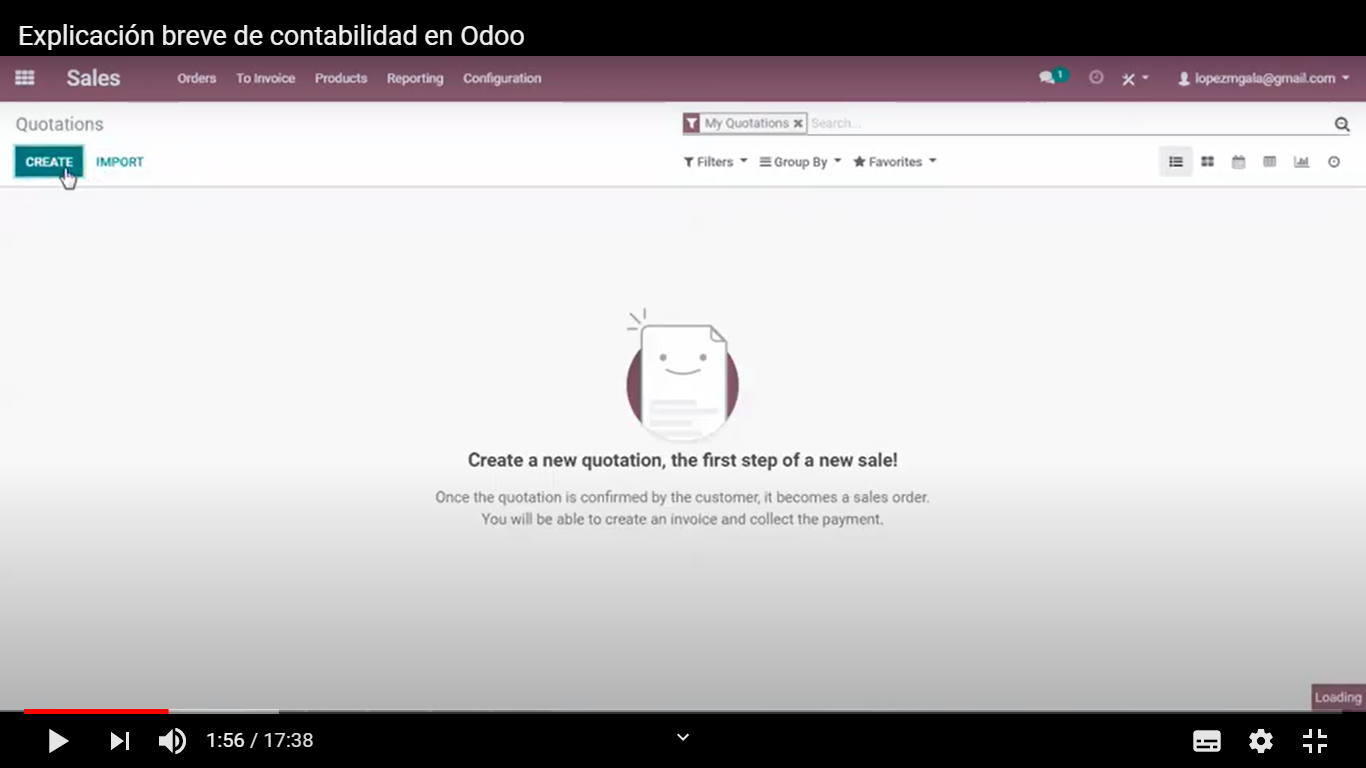 Explicación breve de contabilidad en Odoo
Sales Orders To Invoice Products Reporting Configuration 1 lopezmgala@gmail.com
Quotations My Quotations × Search...
CREATE IMPORT Filters Group By Favorites
Create a new quotation, the first step of a new sale!
Once the quotation is confirmed by the customer, it becomes a sales order.
You will be able to create an invoice and collect the payment.
Loading
1:56 / 17:38